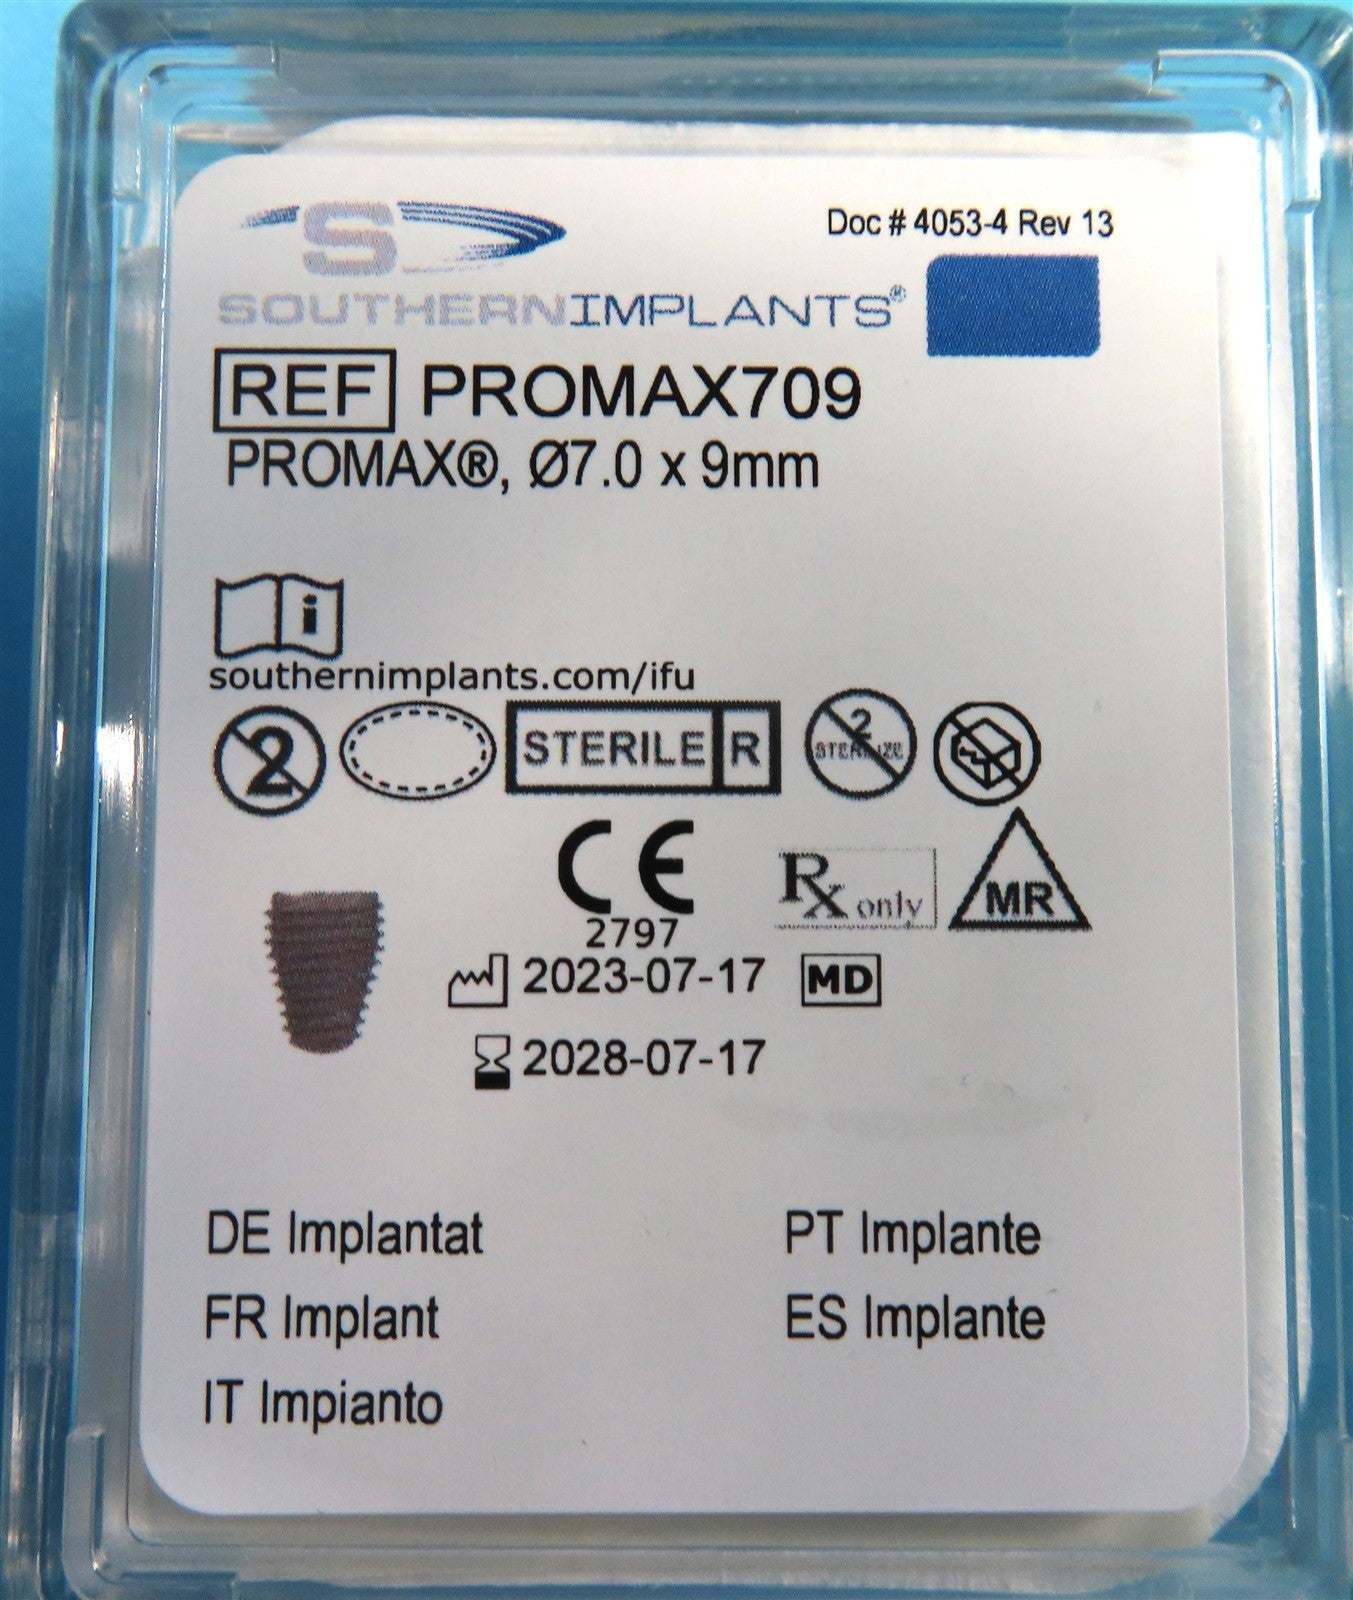 Doc # 4053-4 Rev 13
S
SOUTHERNIMPLANTS®
REF PROMAX709
PROMAX®, Ø7.0 x 9mm
i
southernimplants.com/ifu
2 STERILE R 2 STERILIZE
CE Rx only MR
2797
2023-07-17 MD
2028-07-17
DE Implantat PT Implante
FR Implant ES Implante
IT Impianto